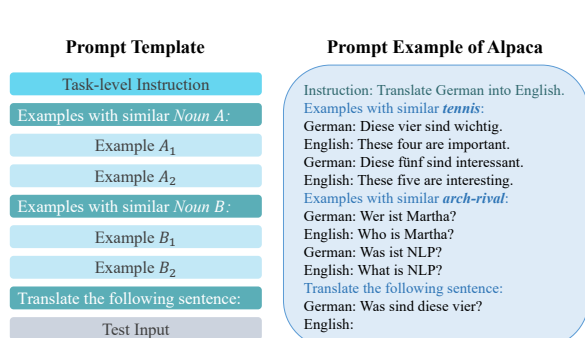 Prompt Template
Task-level Instruction
Examples with similar Noun A:
Example A₁
Example A₂
Examples with similar Noun B:
Example B₁
Example B₂
Translate the following sentence:
Test Input
Prompt Example of Alpaca
Instruction: Translate German into English.
Examples with similar tennis:
German: Diese vier sind wichtig.
English: These four are important.
German: Diese fünf sind interessant.
English: These five are interesting.
Examples with similar arch-rival:
German: Wer ist Martha?
English: Who is Martha?
German: Was ist NLP?
English: What is NLP?
Translate the following sentence:
German: Was sind diese vier?
English: